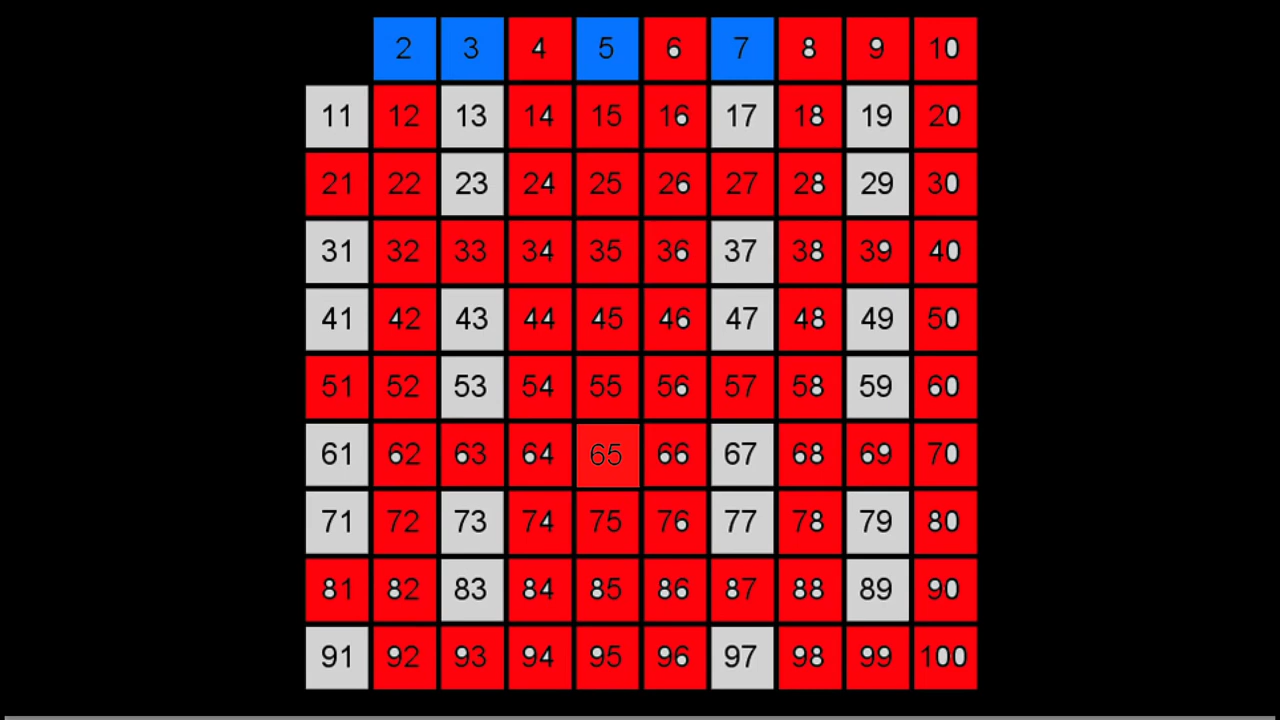 2 3 4 5 6 7 8 9 10
11 12 13 14 15 16 17 18 19 20
21 22 23 24 25 26 27 28 29 30
31 32 33 34 35 36 37 38 39 40
41 42 43 44 45 46 47 48 49 50
51 52 53 54 55 56 57 58 59 60
61 62 63 64 65 66 67 68 69 70
71 72 73 74 75 76 77 78 79 80
81 82 83 84 85 86 87 88 89 90
91 92 93 94 95 96 97 98 99 100